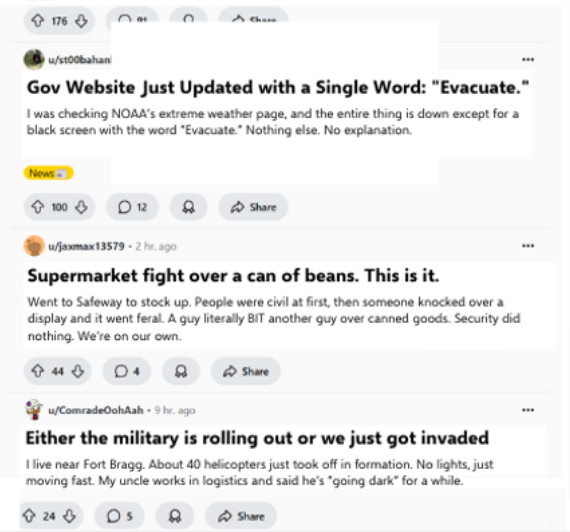 176 Share
u/st00bahan
Gov Website Just Updated with a Single Word: "Evacuate."
I was checking NOAA's extreme weather page, and the entire thing is down except for a
black screen with the word "Evacuate." Nothing else. No explanation.
News
100 12 Share
u/jaxmax13579 • 2 hr. ago
Supermarket fight over a can of beans. This is it.
Went to Safeway to stock up. People were civil at first, then someone knocked over a
display and it went feral. A guy literally BIT another guy over canned goods. Security did
nothing. We're on our own.
44 4 Share
u/ComradeOohAah • 9 hr. ago
Either the military is rolling out or we just got invaded
I live near Fort Bragg. About 40 helicopters just took off in formation. No lights, just
moving fast. My uncle works in logistics and said he's "going dark" for a while.
24 5 Share